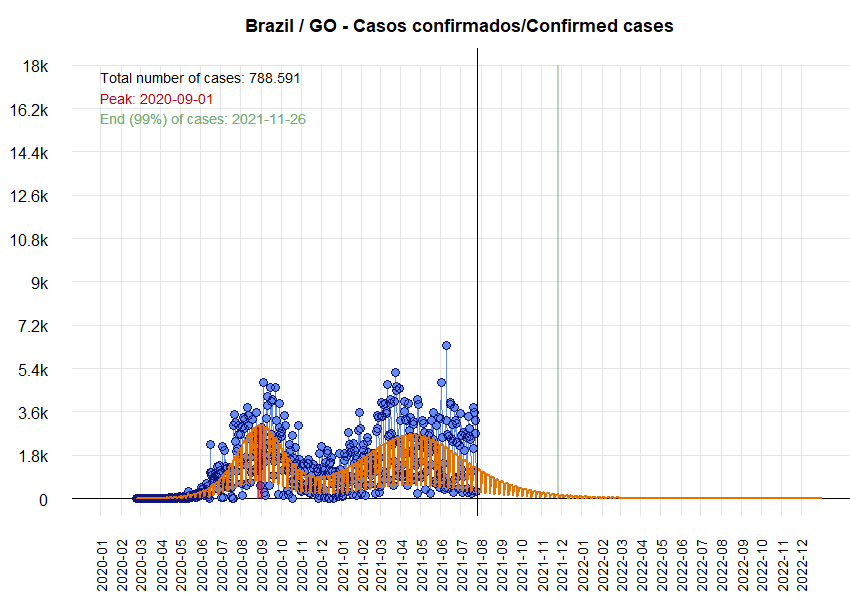 Brazil / GO - Casos confirmados/Confirmed cases
18k
Total number of cases: 788.591
Peak: 2020-09-01
16.2k
End (99%) of cases: 2021-11-26
14.4k
12.6k
10.8k
9k
7.2k
5.4k
3.6k
1.8k
0
2020-01
2020-02
2020-03
2020-04
2020-05
2020-06
2020-07
2020-08
2020-09
2020-10
2020-11
2020-12
2021-01
2021-02
2021-03
2021-04
2021-05
2021-06
2021-07
2021-08
2021-09
2021-10
2021-11
2021-12
2022-01
2022-02
2022-03
2022-04
2022-05
2022-06
2022-07
2022-08
2022-09
2022-10
2022-11
2022-12